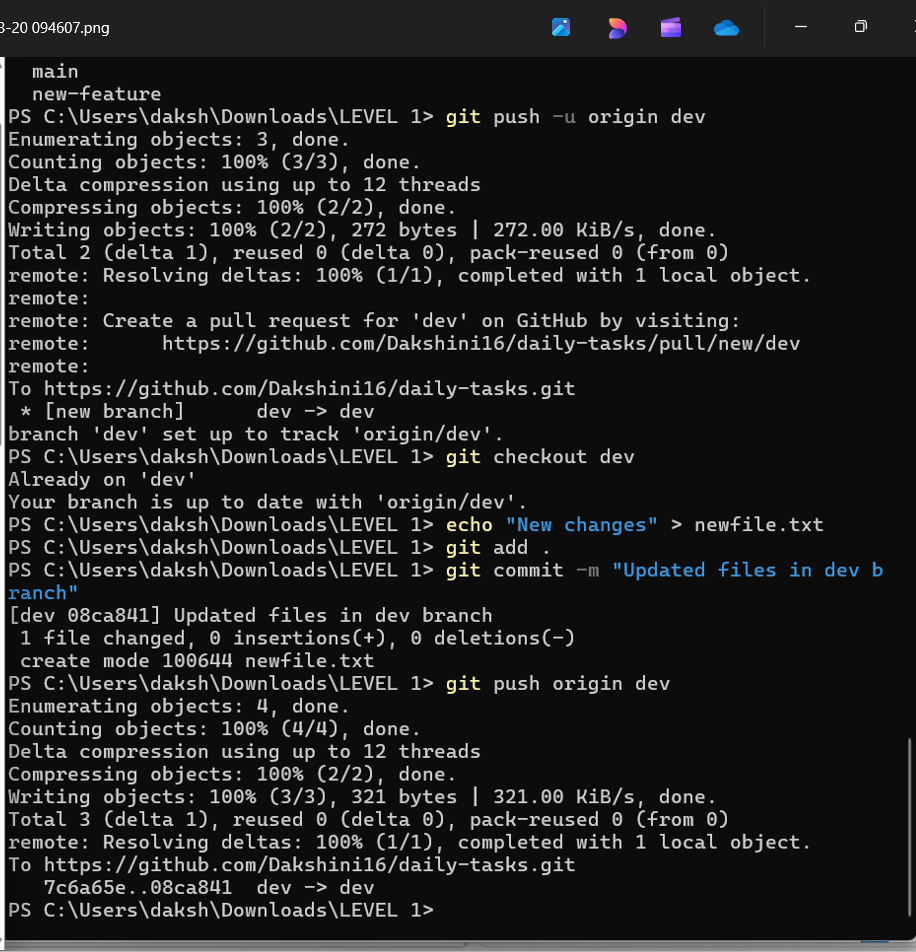 3-20 094607.png
main
new-feature
PS C:\Users\daksh\Downloads\LEVEL 1> git push -u origin dev
Enumerating objects: 3, done.
Counting objects: 100% (3/3), done.
Delta compression using up to 12 threads
Compressing objects: 100% (2/2), done.
Writing objects: 100% (2/2), 272 bytes | 272.00 KiB/s, done.
Total 2 (delta 1), reused 0 (delta 0), pack-reused 0 (from 0)
remote: Resolving deltas: 100% (1/1), completed with 1 local object.
remote:
remote: Create a pull request for 'dev' on GitHub by visiting:
remote:      https://github.com/Dakshini16/daily-tasks/pull/new/dev
remote:
To https://github.com/Dakshini16/daily-tasks.git
 * [new branch]      dev -> dev
branch 'dev' set up to track 'origin/dev'.
PS C:\Users\daksh\Downloads\LEVEL 1> git checkout dev
Already on 'dev'
Your branch is up to date with 'origin/dev'.
PS C:\Users\daksh\Downloads\LEVEL 1> echo "New changes" > newfile.txt
PS C:\Users\daksh\Downloads\LEVEL 1> git add .
PS C:\Users\daksh\Downloads\LEVEL 1> git commit -m "Updated files in dev b
ranch"
[dev 08ca841] Updated files in dev branch
 1 file changed, 0 insertions(+), 0 deletions(-)
 create mode 100644 newfile.txt
PS C:\Users\daksh\Downloads\LEVEL 1> git push origin dev
Enumerating objects: 4, done.
Counting objects: 100% (4/4), done.
Delta compression using up to 12 threads
Compressing objects: 100% (2/2), done.
Writing objects: 100% (3/3), 321 bytes | 321.00 KiB/s, done.
Total 3 (delta 1), reused 0 (delta 0), pack-reused 0 (from 0)
remote: Resolving deltas: 100% (1/1), completed with 1 local object.
To https://github.com/Dakshini16/daily-tasks.git
   7c6a65e..08ca841  dev -> dev
PS C:\Users\daksh\Downloads\LEVEL 1>